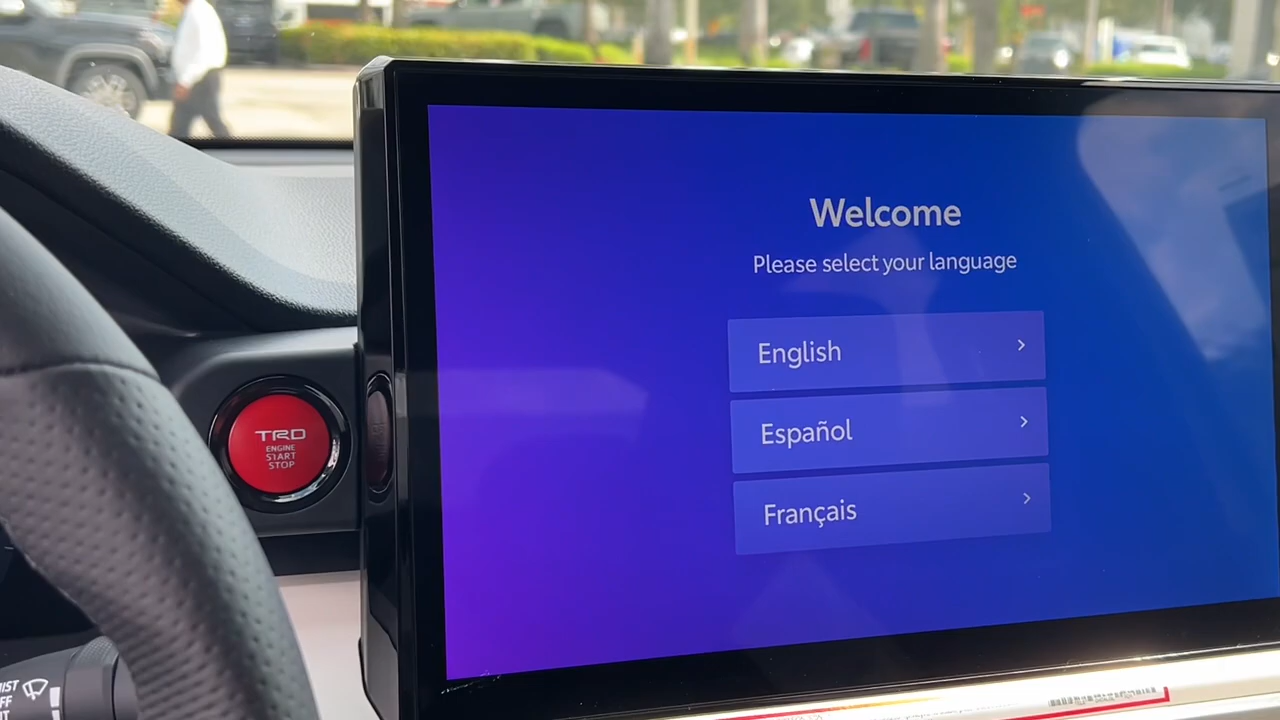 Welcome
Please select your language
English
Español
Français
TRD
ENGINE
START
STOP